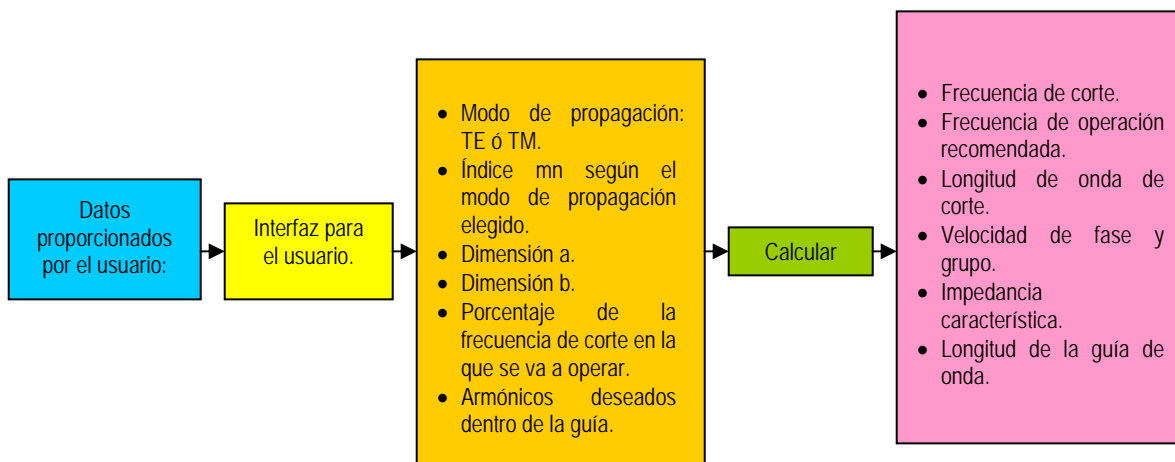 Datos
proporcionados
por el usuario:
Interfaz para
el usuario.
• Modo de propagación:
TE ó TM.
• Índice mn según el
modo de propagación
elegido.
• Dimensión a.
• Dimensión b.
• Porcentaje de la
frecuencia de corte en la
que se va a operar.
• Armónicos deseados
dentro de la guía.
Calcular
• Frecuencia de corte.
• Frecuencia de operación
recomendada.
• Longitud de onda de
corte.
• Velocidad de fase y
grupo.
• Impedancia
característica.
• Longitud de la guía de
onda.